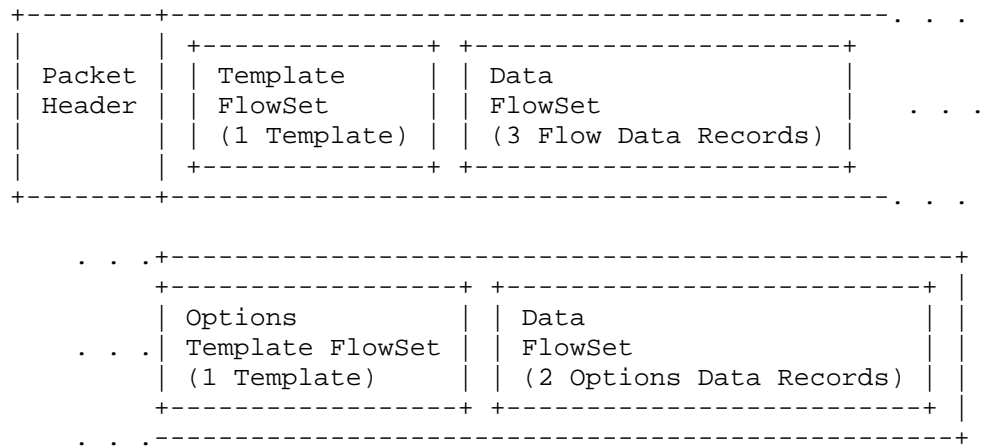 +--------+---------------------------------------------. . .
|        | +--------------+ +-----------------------+
| Packet | | Template     | | Data                  |
| Header | | FlowSet      | | FlowSet               |   . . .
|        | | (1 Template) | | (3 Flow Data Records) |
|        | +--------------+ +-----------------------+
+--------+---------------------------------------------. . .

    . . .+-------------------------------------------------+
         +------------------+ +--------------------------+ |
         | Options          | | Data                     | |
    . . .| Template FlowSet | | FlowSet                  | |
         | (1 Template)     | | (2 Options Data Records) | |
         +------------------+ +--------------------------+ |
    . . .--------------------------------------------------+